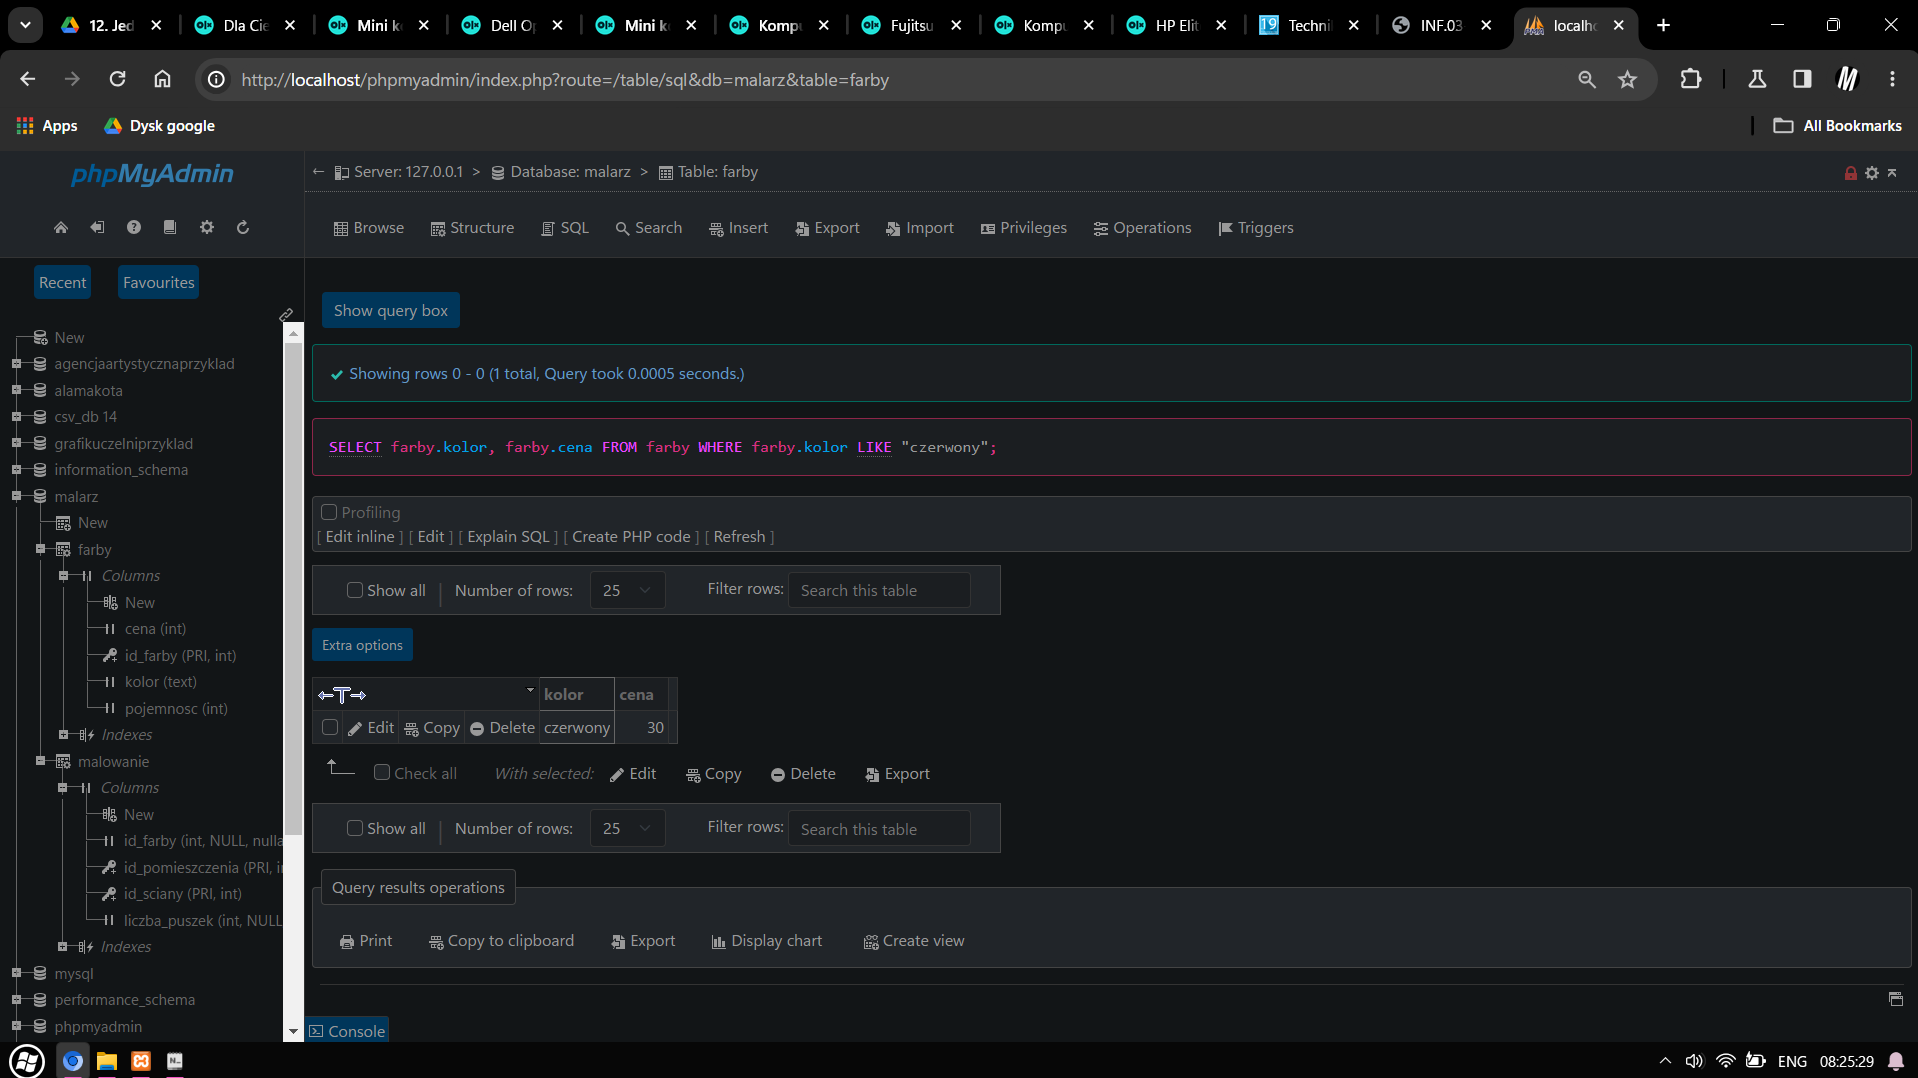 12. Jed
Dla Cie
Mini k
Dell O
Mini k
Kompu
Fujitsu
Kompu
HP Elit
19 Techni
INF.03
localho
http://localhost/phpmyadmin/index.php?route=/table/sql&db=malarz&table=farby
Apps
Dysk google
All Bookmarks
phpMyAdmin
Server: 127.0.0.1 > Database: malarz > Table: farby
Browse Structure SQL Search Insert Export Import Privileges Operations Triggers
Recent Favourites
New
agencjaartystycznaprzyklad
alamakota
csv_db 14
grafikuczelniprzyklad
information_schema
malarz
New
farby
Columns
New
cena (int)
id_farby (PRI, int)
kolor (text)
pojemnosc (int)
Indexes
malowanie
Columns
New
id_farby (int, NULL, nulla
id_pomieszczenia (PRI, in
id_sciany (PRI, int)
liczba_puszek (int, NULL
Indexes
mysql
performance_schema
phpmyadmin
Show query box
Showing rows 0 - 0 (1 total, Query took 0.0005 seconds.)
SELECT farby.kolor, farby.cena FROM farby WHERE farby.kolor LIKE "czerwony";
Profiling
[ Edit inline ] [ Edit ] [ Explain SQL ] [ Create PHP code ] [ Refresh ]
Show all | Number of rows: 25 Filter rows: Search this table
Extra options
←T→ kolor cena
Edit Copy Delete czerwony 30
Check all With selected: Edit Copy Delete Export
Show all | Number of rows: 25 Filter rows: Search this table
Query results operations
Print Copy to clipboard Export Display chart Create view
Console
ENG 08:25:29